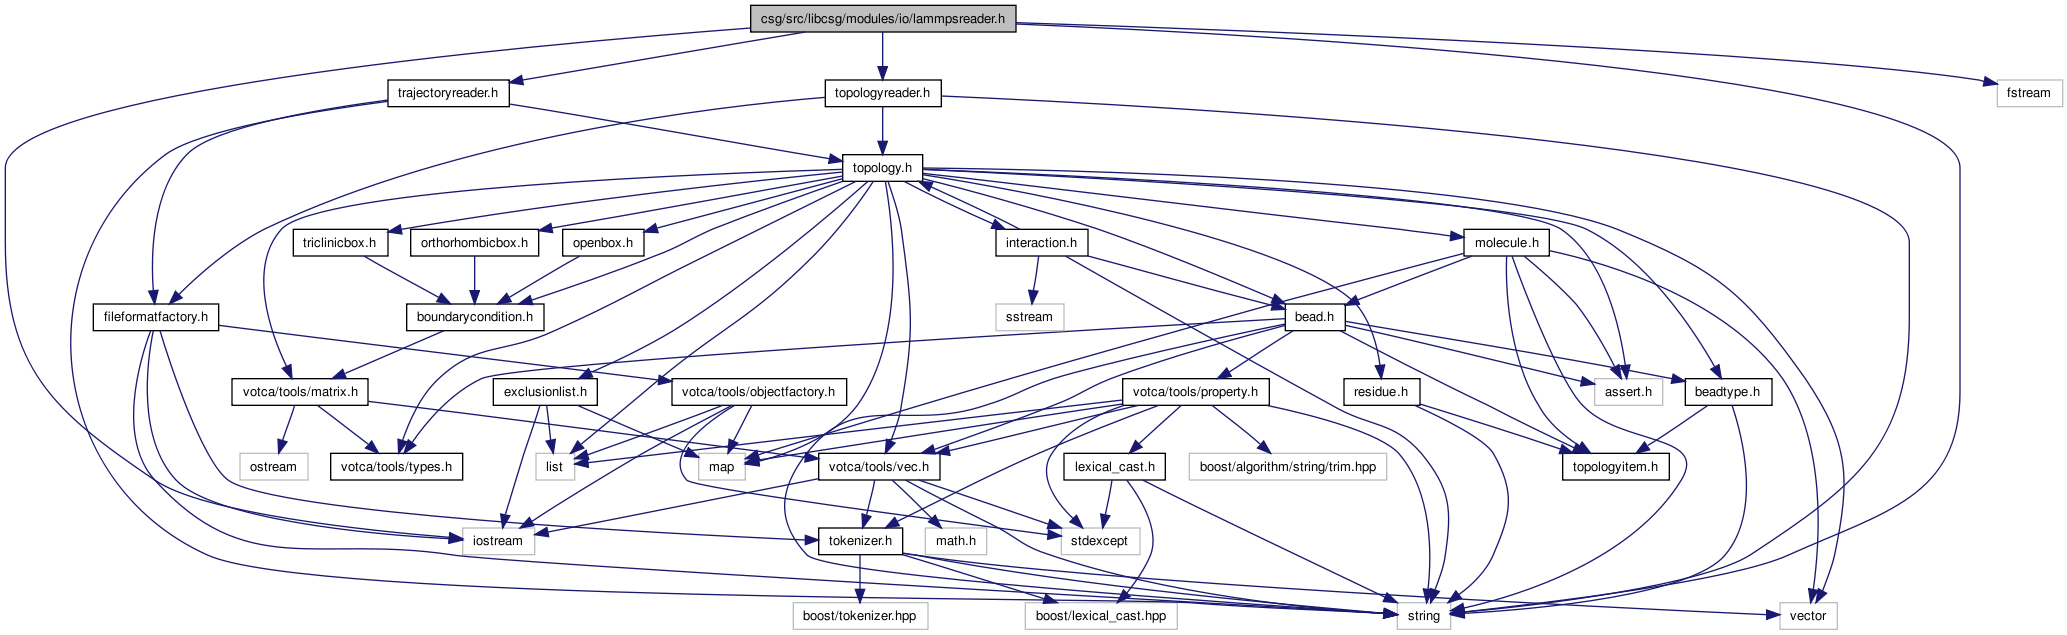 csg/src/libcsg/modules/io/lammpsreader.h
trajectoryreader.h
topologyreader.h
fstream
topology.h
triclinicbox.h
orthorhombicbox.h
openbox.h
interaction.h
molecule.h
fileformatfactory.h
boundarycondition.h
sstream
bead.h
votca/tools/matrix.h
exclusionlist.h
votca/tools/objectfactory.h
votca/tools/property.h
residue.h
assert.h
beadtype.h
ostream
votca/tools/types.h
list
map
votca/tools/vec.h
lexical_cast.h
boost/algorithm/string/trim.hpp
topologyitem.h
iostream
tokenizer.h
math.h
stdexcept
boost/tokenizer.hpp
boost/lexical_cast.hpp
string
vector